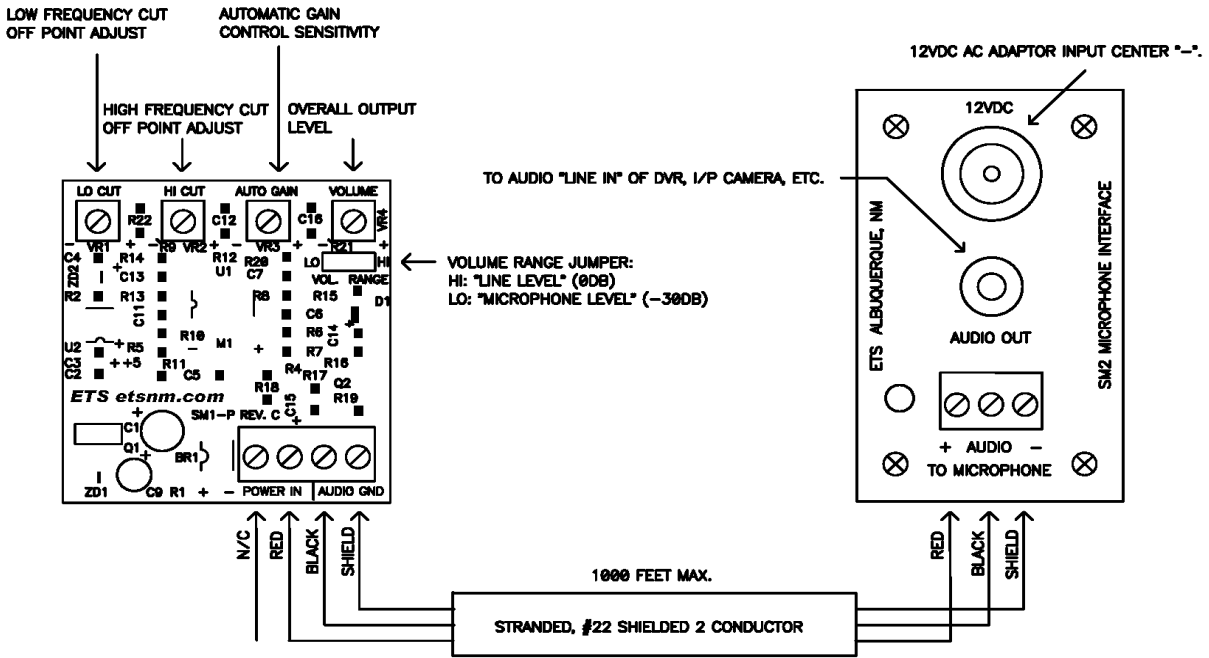 LOW FREQUENCY CUT
OFF POINT ADJUST
AUTOMATIC GAIN
CONTROL SENSITIVITY
HIGH FREQUENCY CUT
OFF POINT ADJUST
OVERALL OUTPUT
LEVEL
LO CUT HI CUT AUTO GAIN VOLUME
R22 C12 C16 VR4
- VR1 + - R9 VR2 + - VR3 + - R21 +
C4 R14 R12 R20
ZD2 + C13 U1 C7
LO HI
VOL. RANGE
R2 R13 R8 R15 D1
C11 C6
R10 R6 C14 +
U2 R5 - M1 + R7
C3 + +5 R11 R4 R16
C2 C5 R17 Q2
R18 R19
ETS etsnm.com
C15
SM1-P REV. C +
+ C1
Q1 + BR1
ZD1 C9 R1 + - POWER IN AUDIO GND
N/C
RED
BLACK
SHIELD
VOLUME RANGE JUMPER:
HI: "LINE LEVEL" (0DB)
LO: "MICROPHONE LEVEL" (-30DB)
1000 FEET MAX.
STRANDED, #22 SHIELDED 2 CONDUCTOR
12VDC AC ADAPTOR INPUT CENTER "-".
TO AUDIO "LINE IN" OF DVR, I/P CAMERA, ETC.
12VDC
ETS ALBUQUERQUE, NM
SM2 MICROPHONE INTERFACE
AUDIO OUT
+ AUDIO -
TO MICROPHONE
RED
BLACK
SHIELD